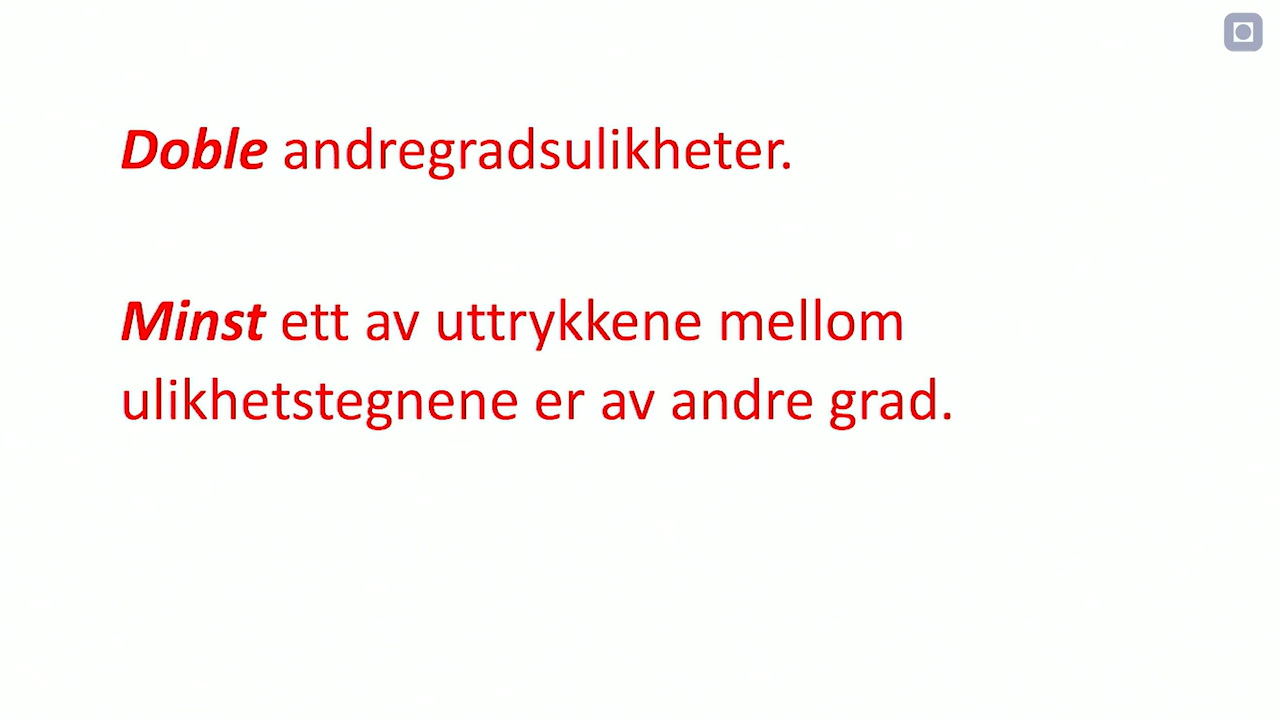 Doble andregradsulikheter.
Minst ett av uttrykkene mellom
ulikhetstegnene er av andre grad.